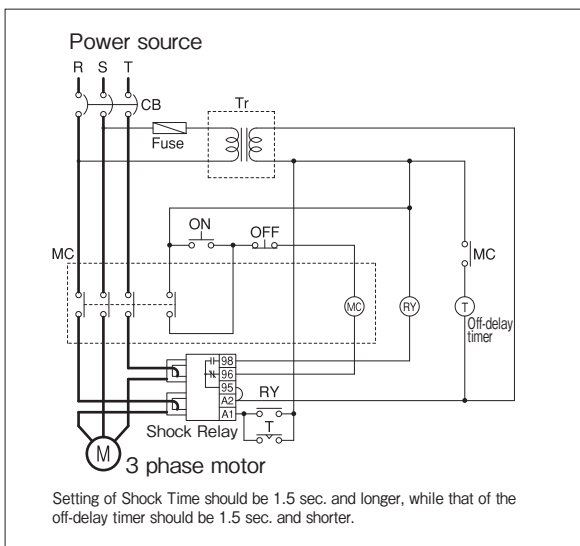 Power source
R S T
CB
Tr
Fuse
ON
OFF
MC
MC
MC
RY
T
Off-delay
timer
98
96
95
A2
A1
RY
T
Shock Relay
M
3 phase motor
Setting of Shock Time should be 1.5 sec. and longer, while that of the
off-delay timer should be 1.5 sec. and shorter.